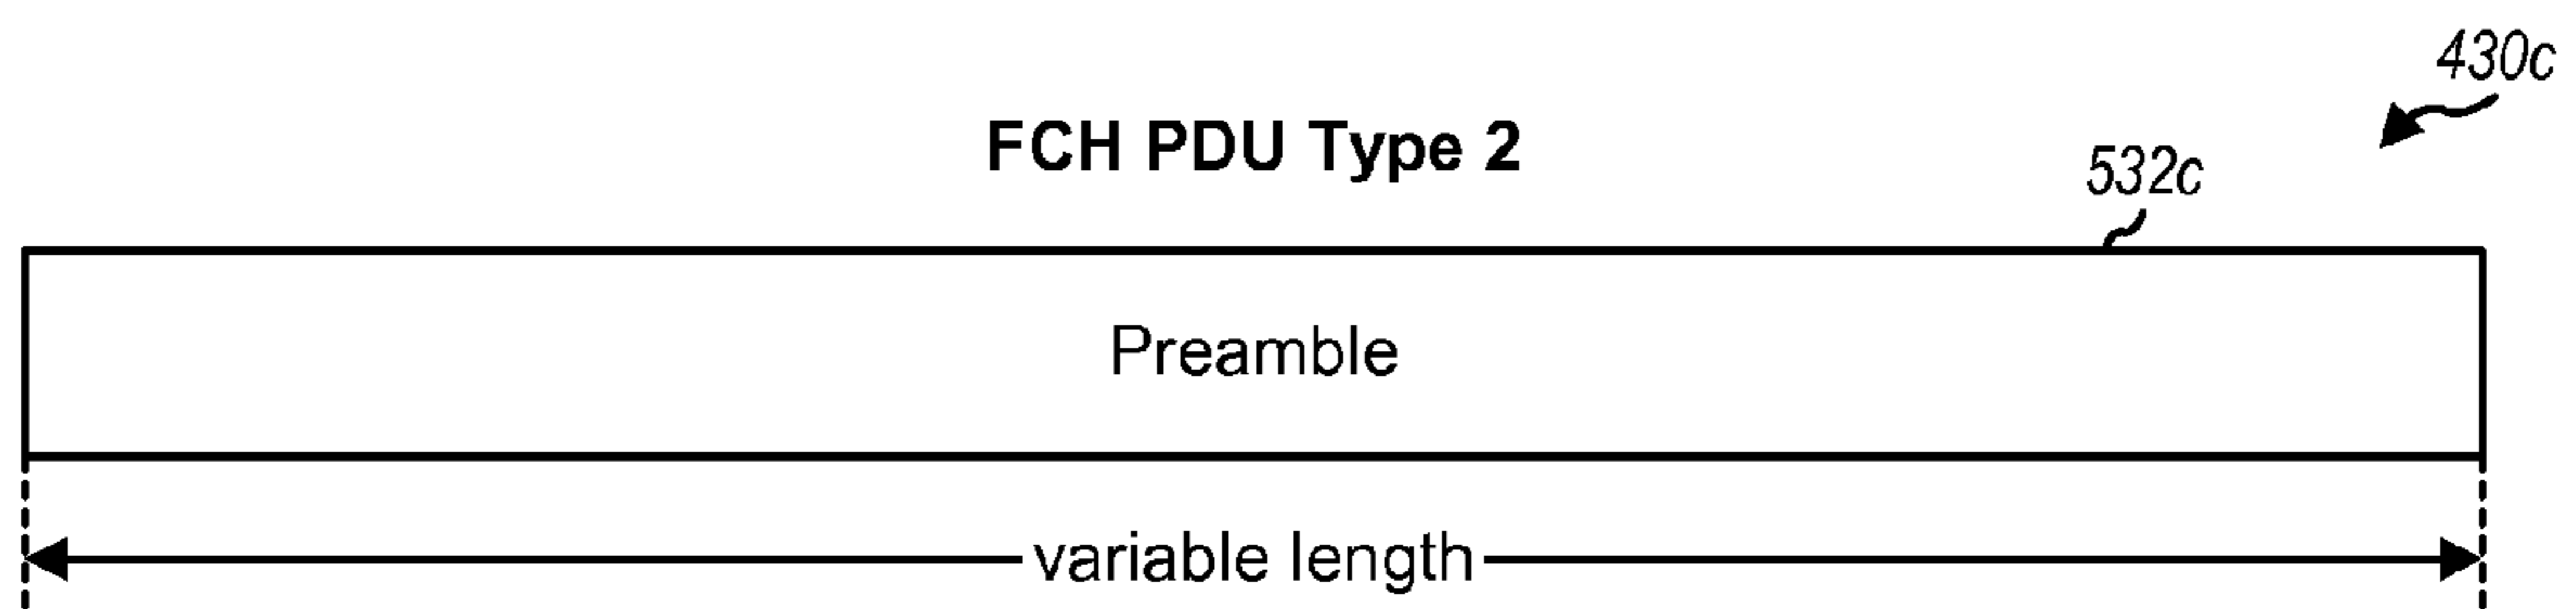 430c
FCH PDU Type 2
532c
Preamble
variable length